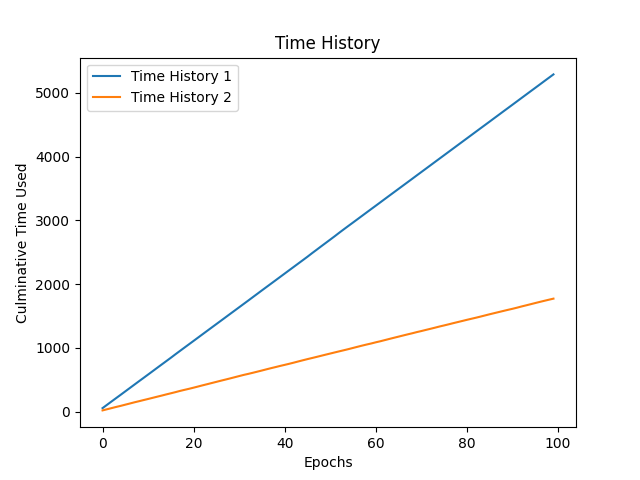 Time History
Time History 1
Time History 2
5000
4000
3000
2000
1000
0
Culminative Time Used
0 20 40 60 80 100
Epochs